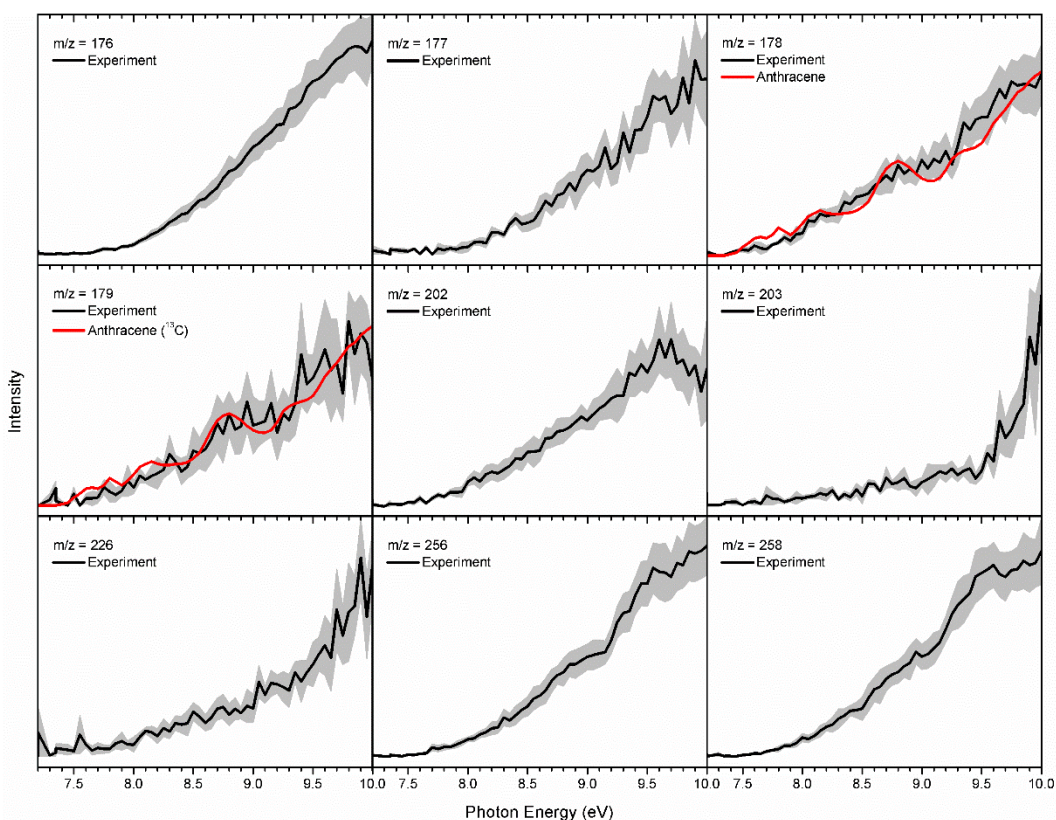 m/z = 176
Experiment
m/z = 177
Experiment
m/z = 178
Experiment
Anthracene
m/z = 179
Experiment
Anthracene (¹³C)
m/z = 202
Experiment
m/z = 203
Experiment
Intensity
m/z = 226
Experiment
m/z = 256
Experiment
m/z = 258
Experiment
7.5 8.0 8.5 9.0 9.5 10.0 7.5 8.0 8.5 9.0 9.5 10.0 7.5 8.0 8.5 9.0 9.5 10.0
Photon Energy (eV)